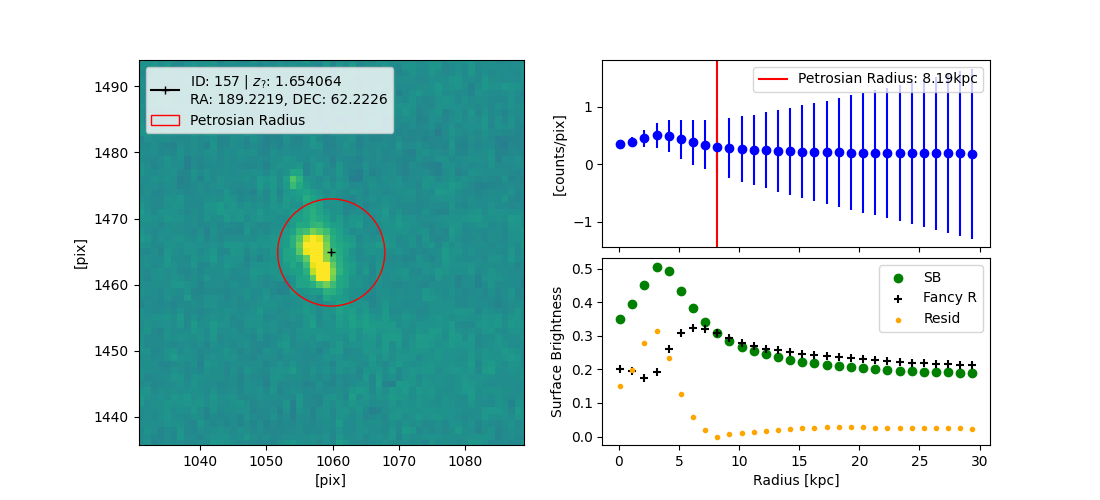 ID: 157 | z?: 1.654064
RA: 189.2219, DEC: 62.2226
Petrosian Radius
1490
1480
1470
1460
1450
1440
[pix]
1040
1050
1060
1070
1080
[pix]
Petrosian Radius: 8.19kpc
1
0
−1
[counts/pix]
SB
Fancy R
Resid
0.5
0.4
0.3
0.2
0.1
0.0
Surface Brightness
0
5
10
15
20
25
30
Radius [kpc]